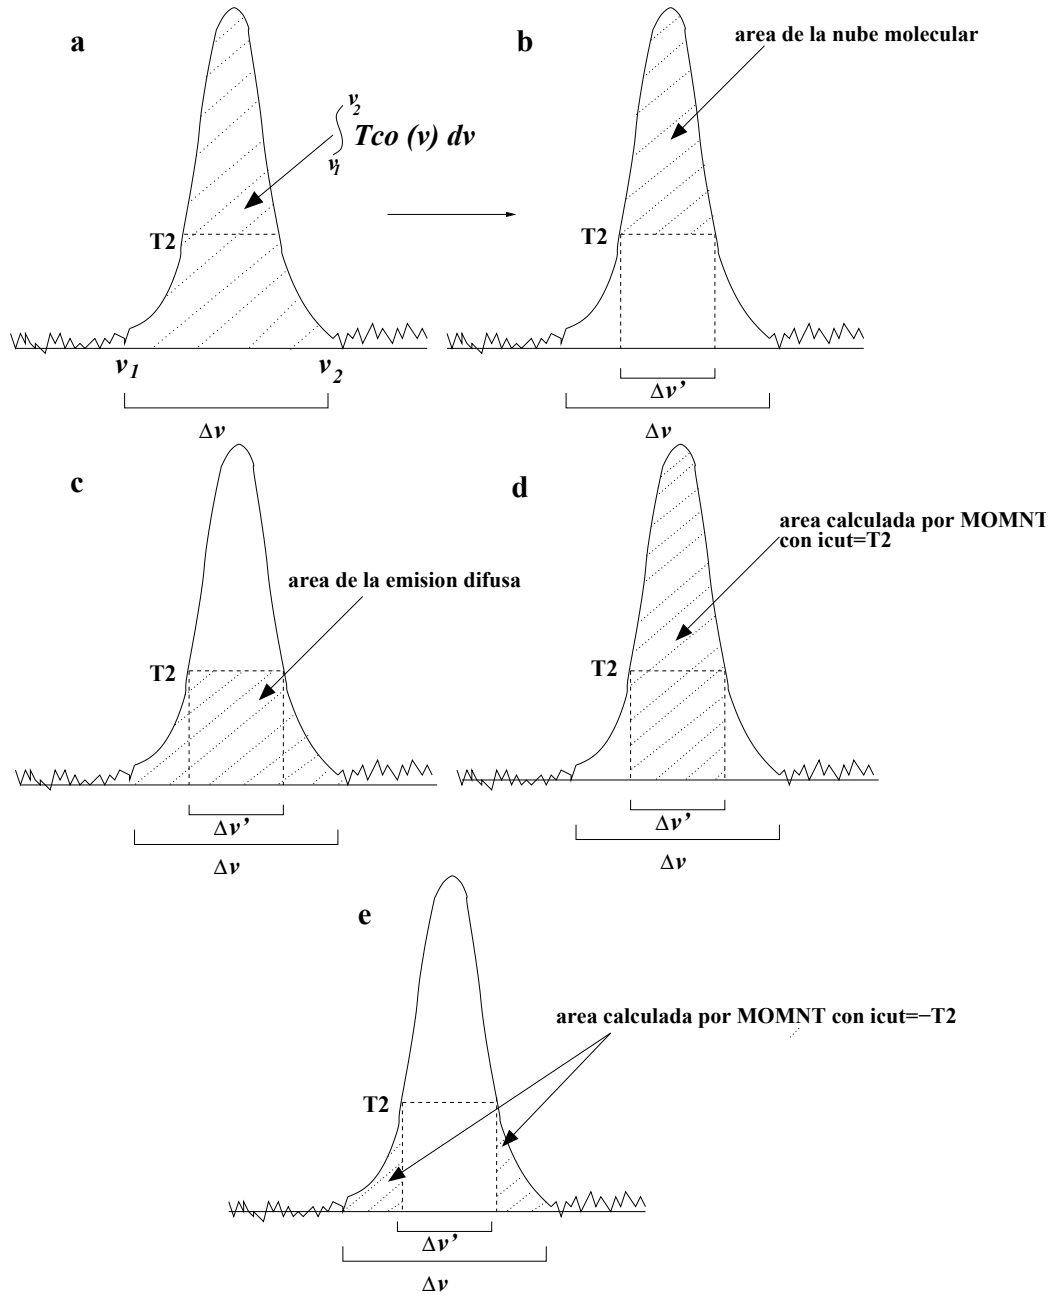 a
v2
Tco (v) dv
v1
T2
v1
v2
Δv
b
area de la nube molecular
T2
Δv’
Δv
c
area de la emision difusa
T2
Δv’
Δv
d
area calculada por MOMNT
con icut=T2
T2
Δv’
Δv
e
area calculada por MOMNT con icut=−T2
T2
Δv’
Δv